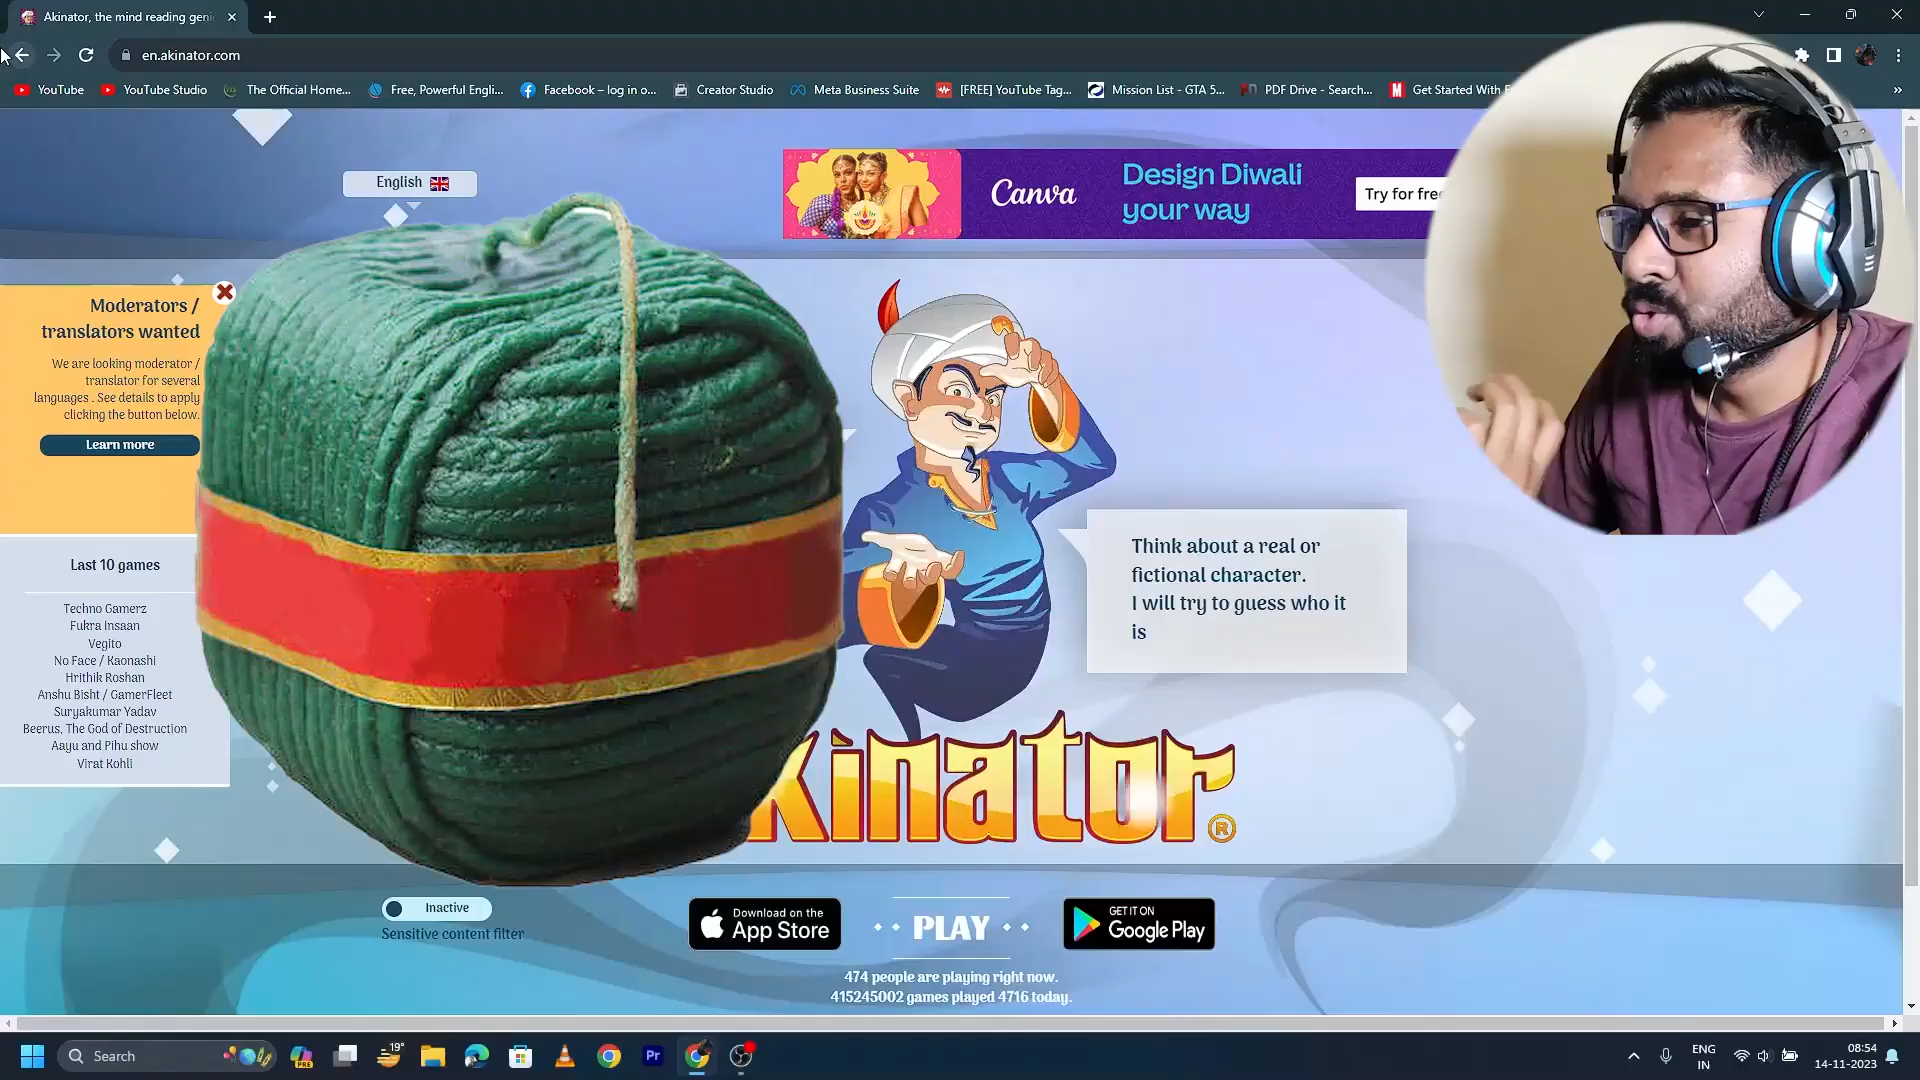 Akinator, the mind reading geni
en.akinator.com
YouTube
YouTube Studio
The Official Home...
Free, Powerful Engli...
Facebook – log in o...
Creator Studio
Meta Business Suite
[FREE] YouTube Tag...
Mission List - GTA 5...
PDF Drive - Search...
Get Started With
English
Canva
Design Diwali
your way
Try for free
Moderators /
translators wanted
We are looking moderator /
translator for several
languages . See details to apply
clicking the button below.
Learn more
Last 10 games
Techno Gamerz
Fukra Insaan
Vegito
No Face / Kaonashi
Hrithik Roshan
Anshu Bisht / GamerFleet
Suryakumar Yadav
Beerus, The God of Destruction
Aayu and Pihu show
Virat Kohli
Think about a real or
fictional character.
I will try to guess who it
is
kinator®
Inactive
Sensitive content filter
Download on the
App Store
PLAY
GET IT ON
Google Play
474 people are playing right now.
415245002 games played 4716 today.
Search
PRE
19°
Pr
ENG
IN
08:54
14-11-2023